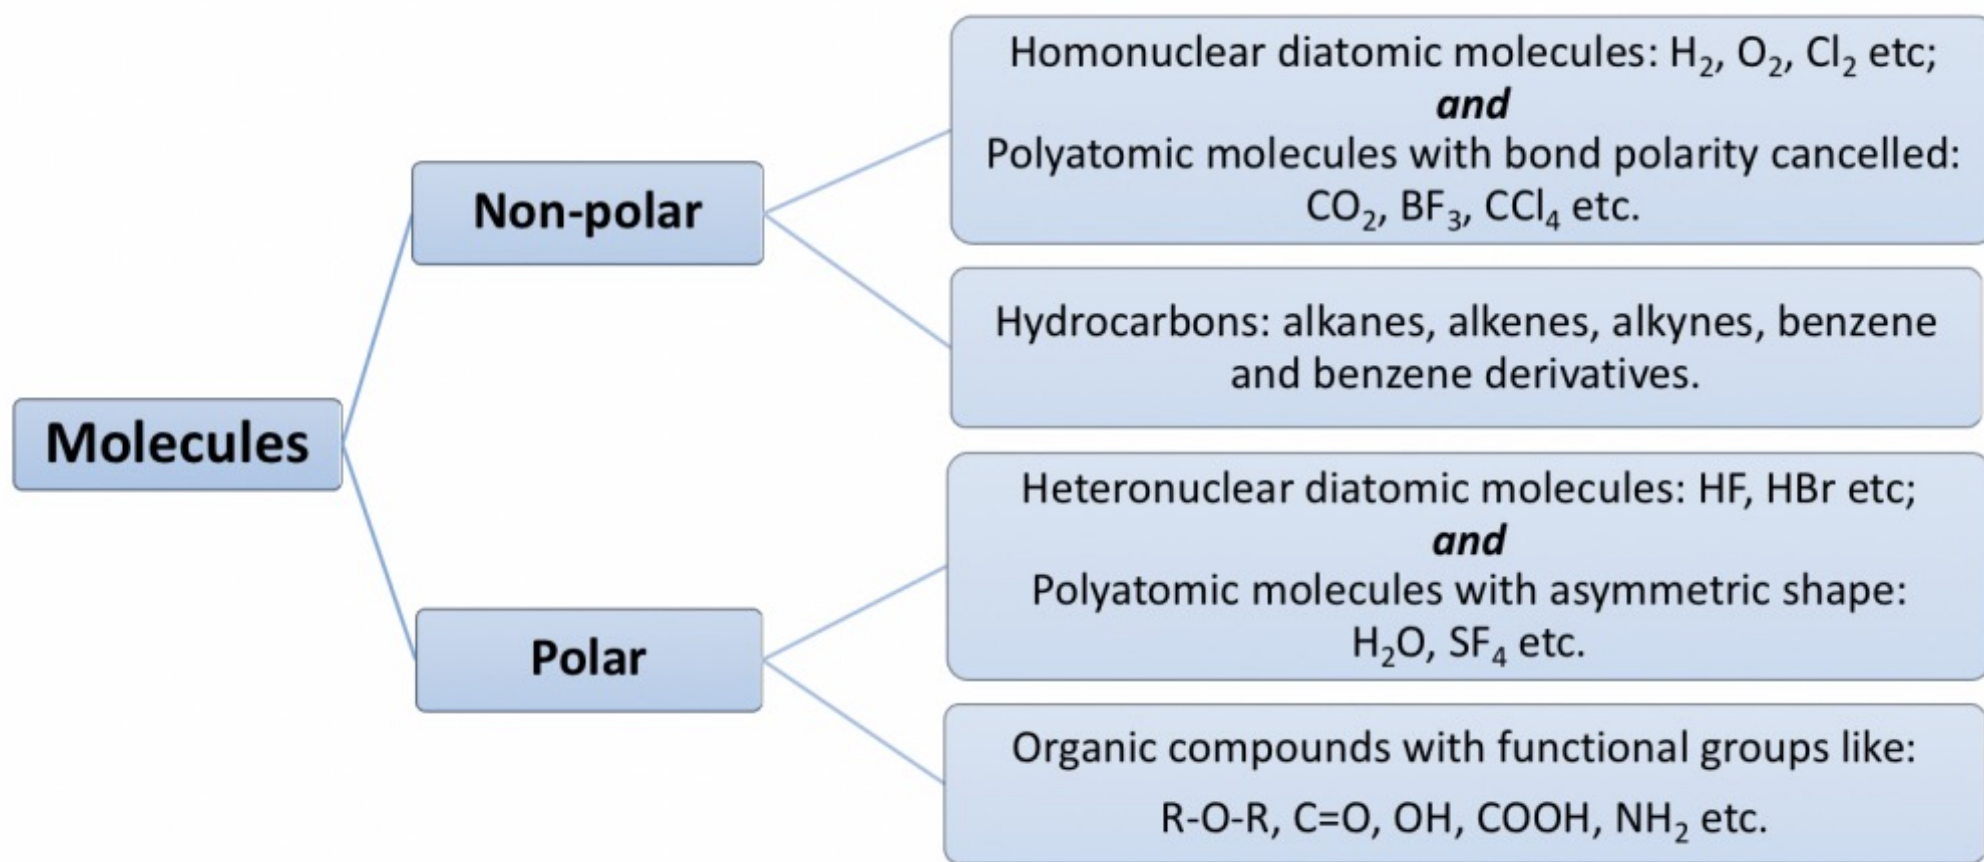 Molecules
Non-polar
Homonuclear diatomic molecules: H₂, O₂, Cl₂ etc;
and
Polyatomic molecules with bond polarity cancelled:
CO₂, BF₃, CCl₄ etc.
Hydrocarbons: alkanes, alkenes, alkynes, benzene
and benzene derivatives.
Polar
Heteronuclear diatomic molecules: HF, HBr etc;
and
Polyatomic molecules with asymmetric shape:
H₂O, SF₄ etc.
Organic compounds with functional groups like:
R-O-R, C=O, OH, COOH, NH₂ etc.